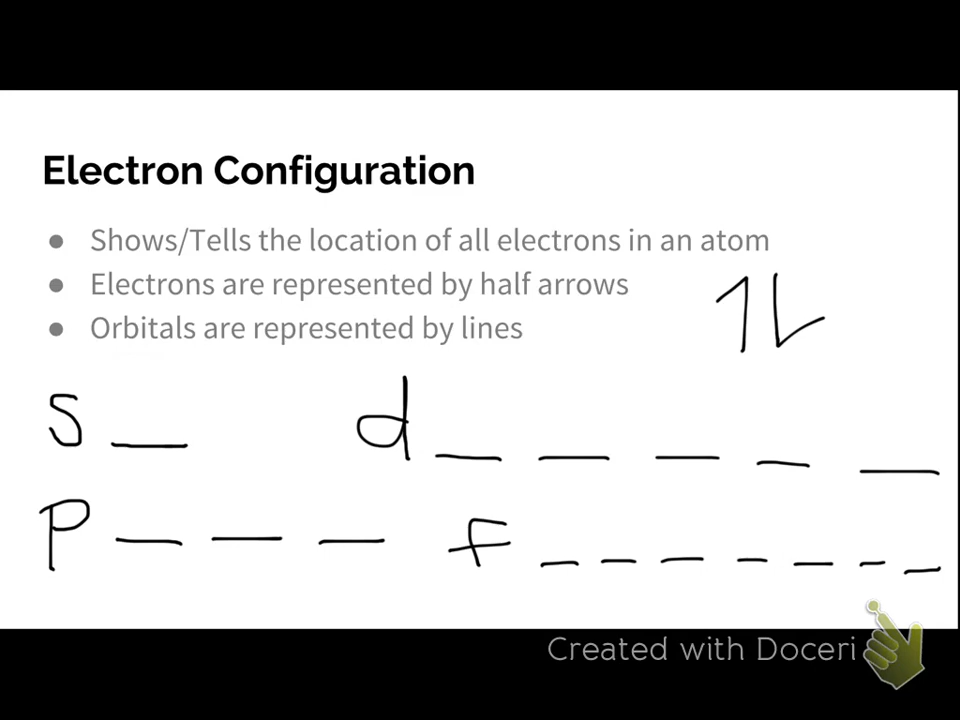 Electron Configuration
● Shows/Tells the location of all electrons in an atom
● Electrons are represented by half arrows
● Orbitals are represented by lines
s _ d _ _ _ _ _
p _ _ _ f _ _ _ _ _ _ _
Created with Doceri